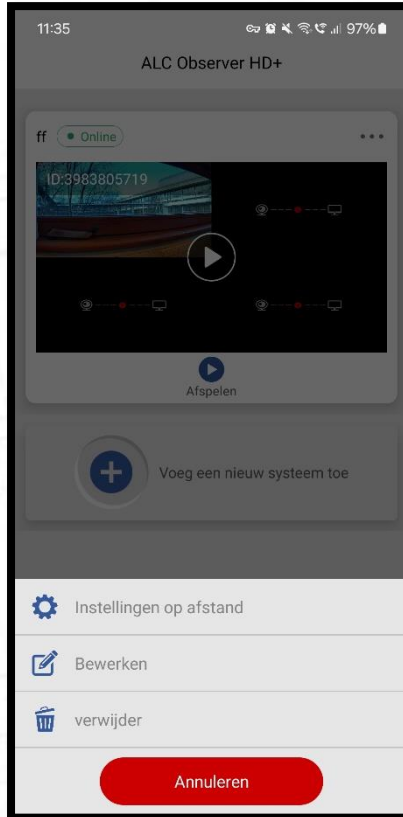 11:35
97%
ALC Observer HD+
ff
Online
ID:3983805719
Afspelen
Voeg een nieuw systeem toe
Instellingen op afstand
Bewerken
verwijder
Annuleren